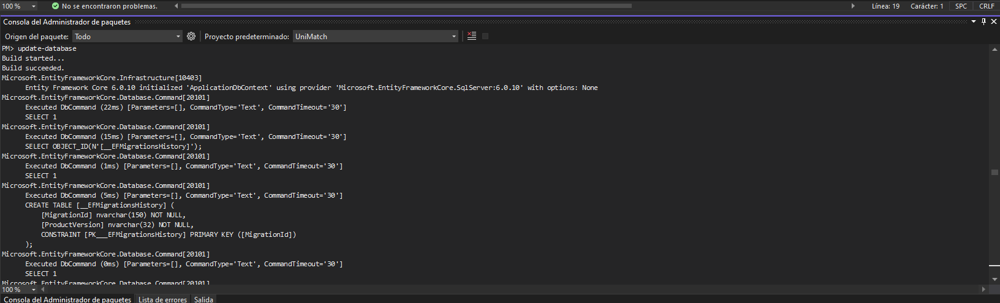 100 % No se encontraron problemas. Línea: 19 Carácter: 1 SPC CRLF
Consola del Administrador de paquetes
Origen del paquete: Todo Proyecto predeterminado: UniMatch
PM> update-database
Build started...
Build succeeded.
Microsoft.EntityFrameworkCore.Infrastructure[10403]
Entity Framework Core 6.0.10 initialized 'ApplicationDbContext' using provider 'Microsoft.EntityFrameworkCore.SqlServer:6.0.10' with options: None
Microsoft.EntityFrameworkCore.Database.Command[20101]
Executed DbCommand (22ms) [Parameters=[], CommandType='Text', CommandTimeout='30']
SELECT 1
Microsoft.EntityFrameworkCore.Database.Command[20101]
Executed DbCommand (15ms) [Parameters=[], CommandType='Text', CommandTimeout='30']
SELECT OBJECT_ID(N'[__EFMigrationsHistory]');
Microsoft.EntityFrameworkCore.Database.Command[20101]
Executed DbCommand (1ms) [Parameters=[], CommandType='Text', CommandTimeout='30']
SELECT 1
Microsoft.EntityFrameworkCore.Database.Command[20101]
Executed DbCommand (5ms) [Parameters=[], CommandType='Text', CommandTimeout='30']
CREATE TABLE [__EFMigrationsHistory] (
[MigrationId] nvarchar(150) NOT NULL,
[ProductVersion] nvarchar(32) NOT NULL,
CONSTRAINT [PK___EFMigrationsHistory] PRIMARY KEY ([MigrationId])
);
Microsoft.EntityFrameworkCore.Database.Command[20101]
Executed DbCommand (0ms) [Parameters=[], CommandType='Text', CommandTimeout='30']
SELECT 1
Microsoft.EntityFrameworkCore.Database.Command[20101]
100 %
Consola del Administrador de paquetes Lista de errores Salida